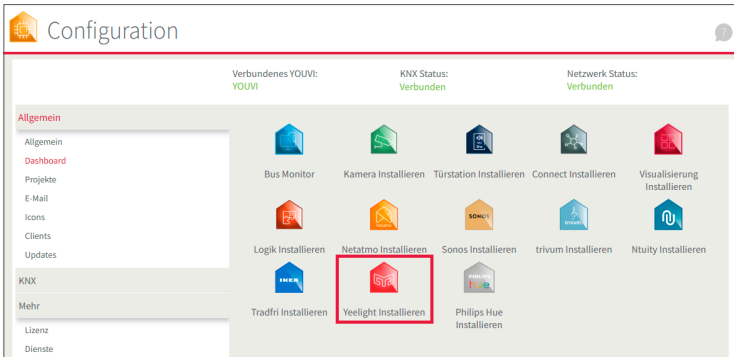 Configuration
?
Verbundenes YOUVI: KNX Status: Netzwerk Status:
YOUVI Verbunden Verbunden
Allgemein
Allgemein
Dashboard
Projekte
E-Mail
Icons
Clients
Updates
KNX
Mehr
Lizenz
Dienste
Bus Monitor Kamera Installieren Türstation Installieren Connect Installieren Visualisierung
Installieren
SONOS
trivum
Logik Installieren Netatmo Installieren Sonos Installieren trivum Installieren Ntuity Installieren
IKEA PHILIPS
hue
Tradfri Installieren Yeelight Installieren Philips Hue
Installieren